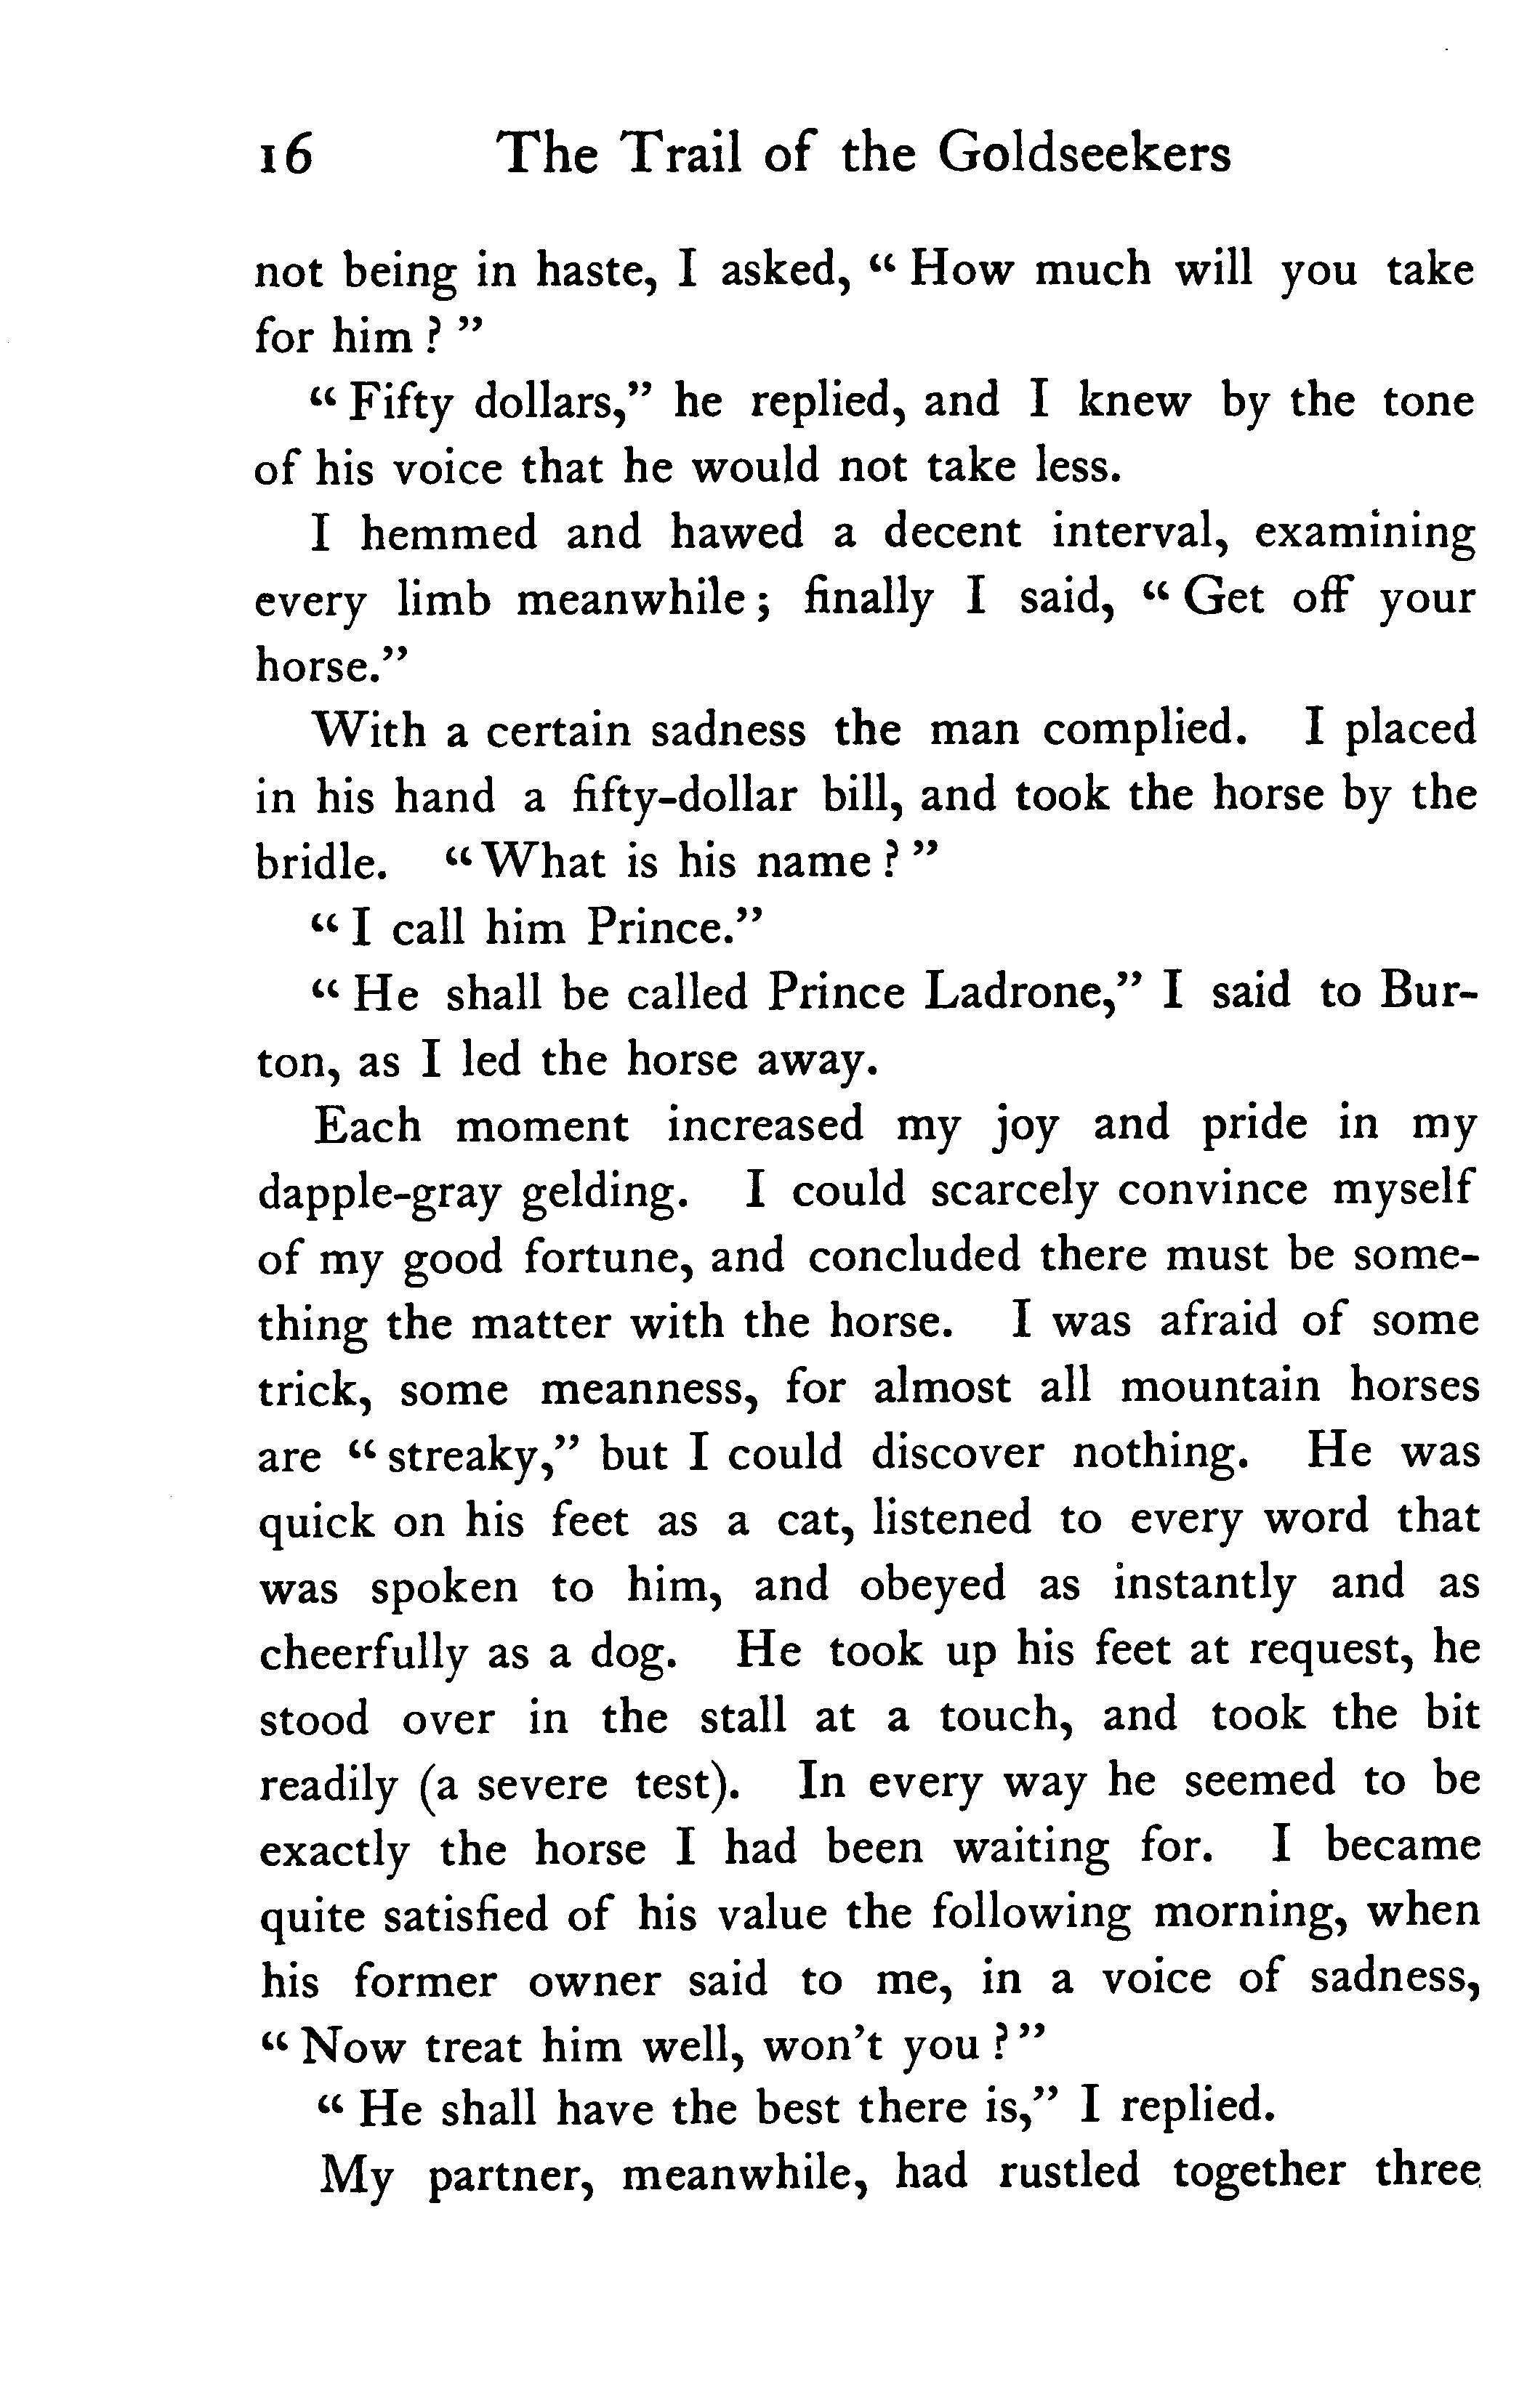 16 The Trail of the Goldseekers
not being in haste, I asked, “ How much will you take
for him ? ”
“ Fifty dollars,” he replied, and I knew by the tone
of his voice that he would not take less.
I hemmed and hawed a decent interval, examining
every limb meanwhile ; finally I said, “ Get off your
horse.”
With a certain sadness the man complied. I placed
in his hand a fifty-dollar bill, and took the horse by the
bridle. “ What is his name ? ”
“ I call him Prince.”
“ He shall be called Prince Ladrone,” I said to Bur-
ton, as I led the horse away.
Each moment increased my joy and pride in my
dapple-gray gelding. I could scarcely convince myself
of my good fortune, and concluded there must be some-
thing the matter with the horse. I was afraid of some
trick, some meanness, for almost all mountain horses
are “ streaky,” but I could discover nothing. He was
quick on his feet as a cat, listened to every word that
was spoken to him, and obeyed as instantly and as
cheerfully as a dog. He took up his feet at request, he
stood over in the stall at a touch, and took the bit
readily (a severe test). In every way he seemed to be
exactly the horse I had been waiting for. I became
quite satisfied of his value the following morning, when
his former owner said to me, in a voice of sadness,
“ Now treat him well, won’t you ? ”
“ He shall have the best there is,” I replied.
My partner, meanwhile, had rustled together three